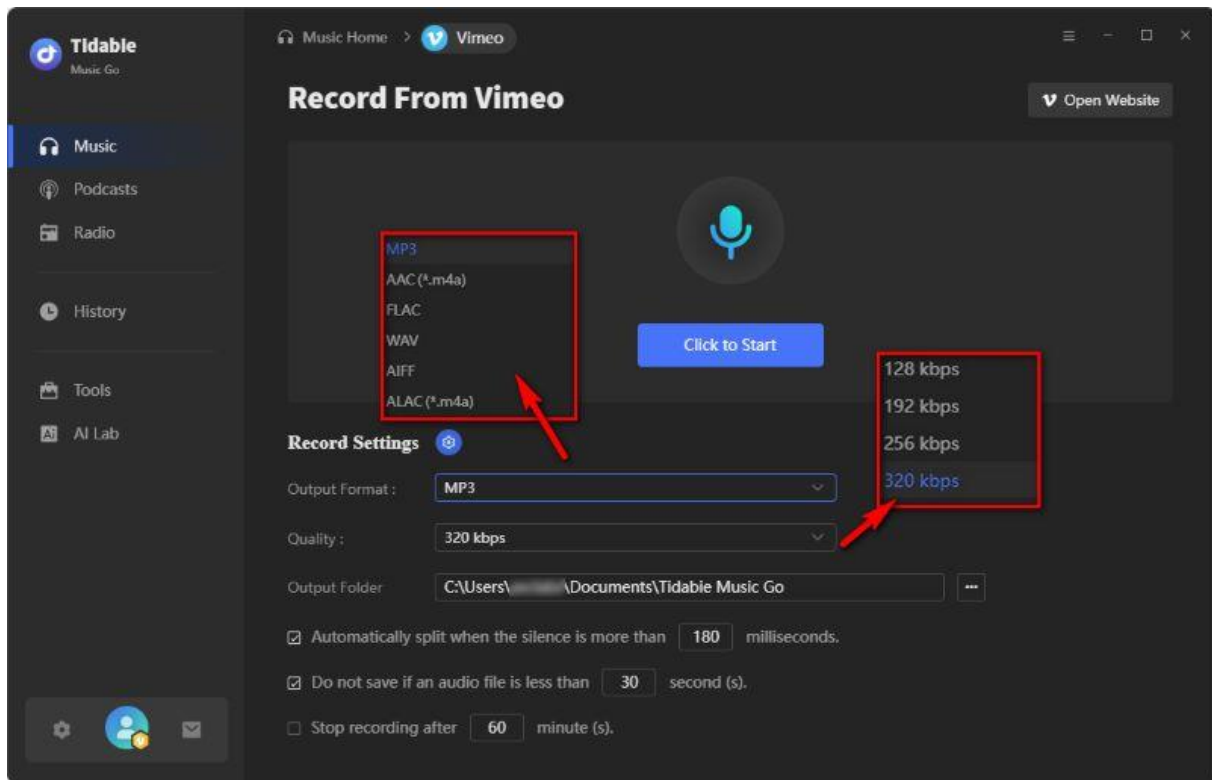 Tidable
Music Go
Music Home > Vimeo
Record From Vimeo
Open Website
Music
Podcasts
Radio
History
Tools
AI Lab
Click to Start
MP3
AAC (*.m4a)
FLAC
WAV
AIFF
ALAC (*.m4a)
128 kbps
192 kbps
256 kbps
320 kbps
Record Settings
Output Format :
MP3
Quality :
320 kbps
Output Folder
C:\Users\ \Documents\Tidabie Music Go
Automatically split when the silence is more than 180 milliseconds.
Do not save if an audio file is less than 30 second (s).
Stop recording after 60 minute (s).